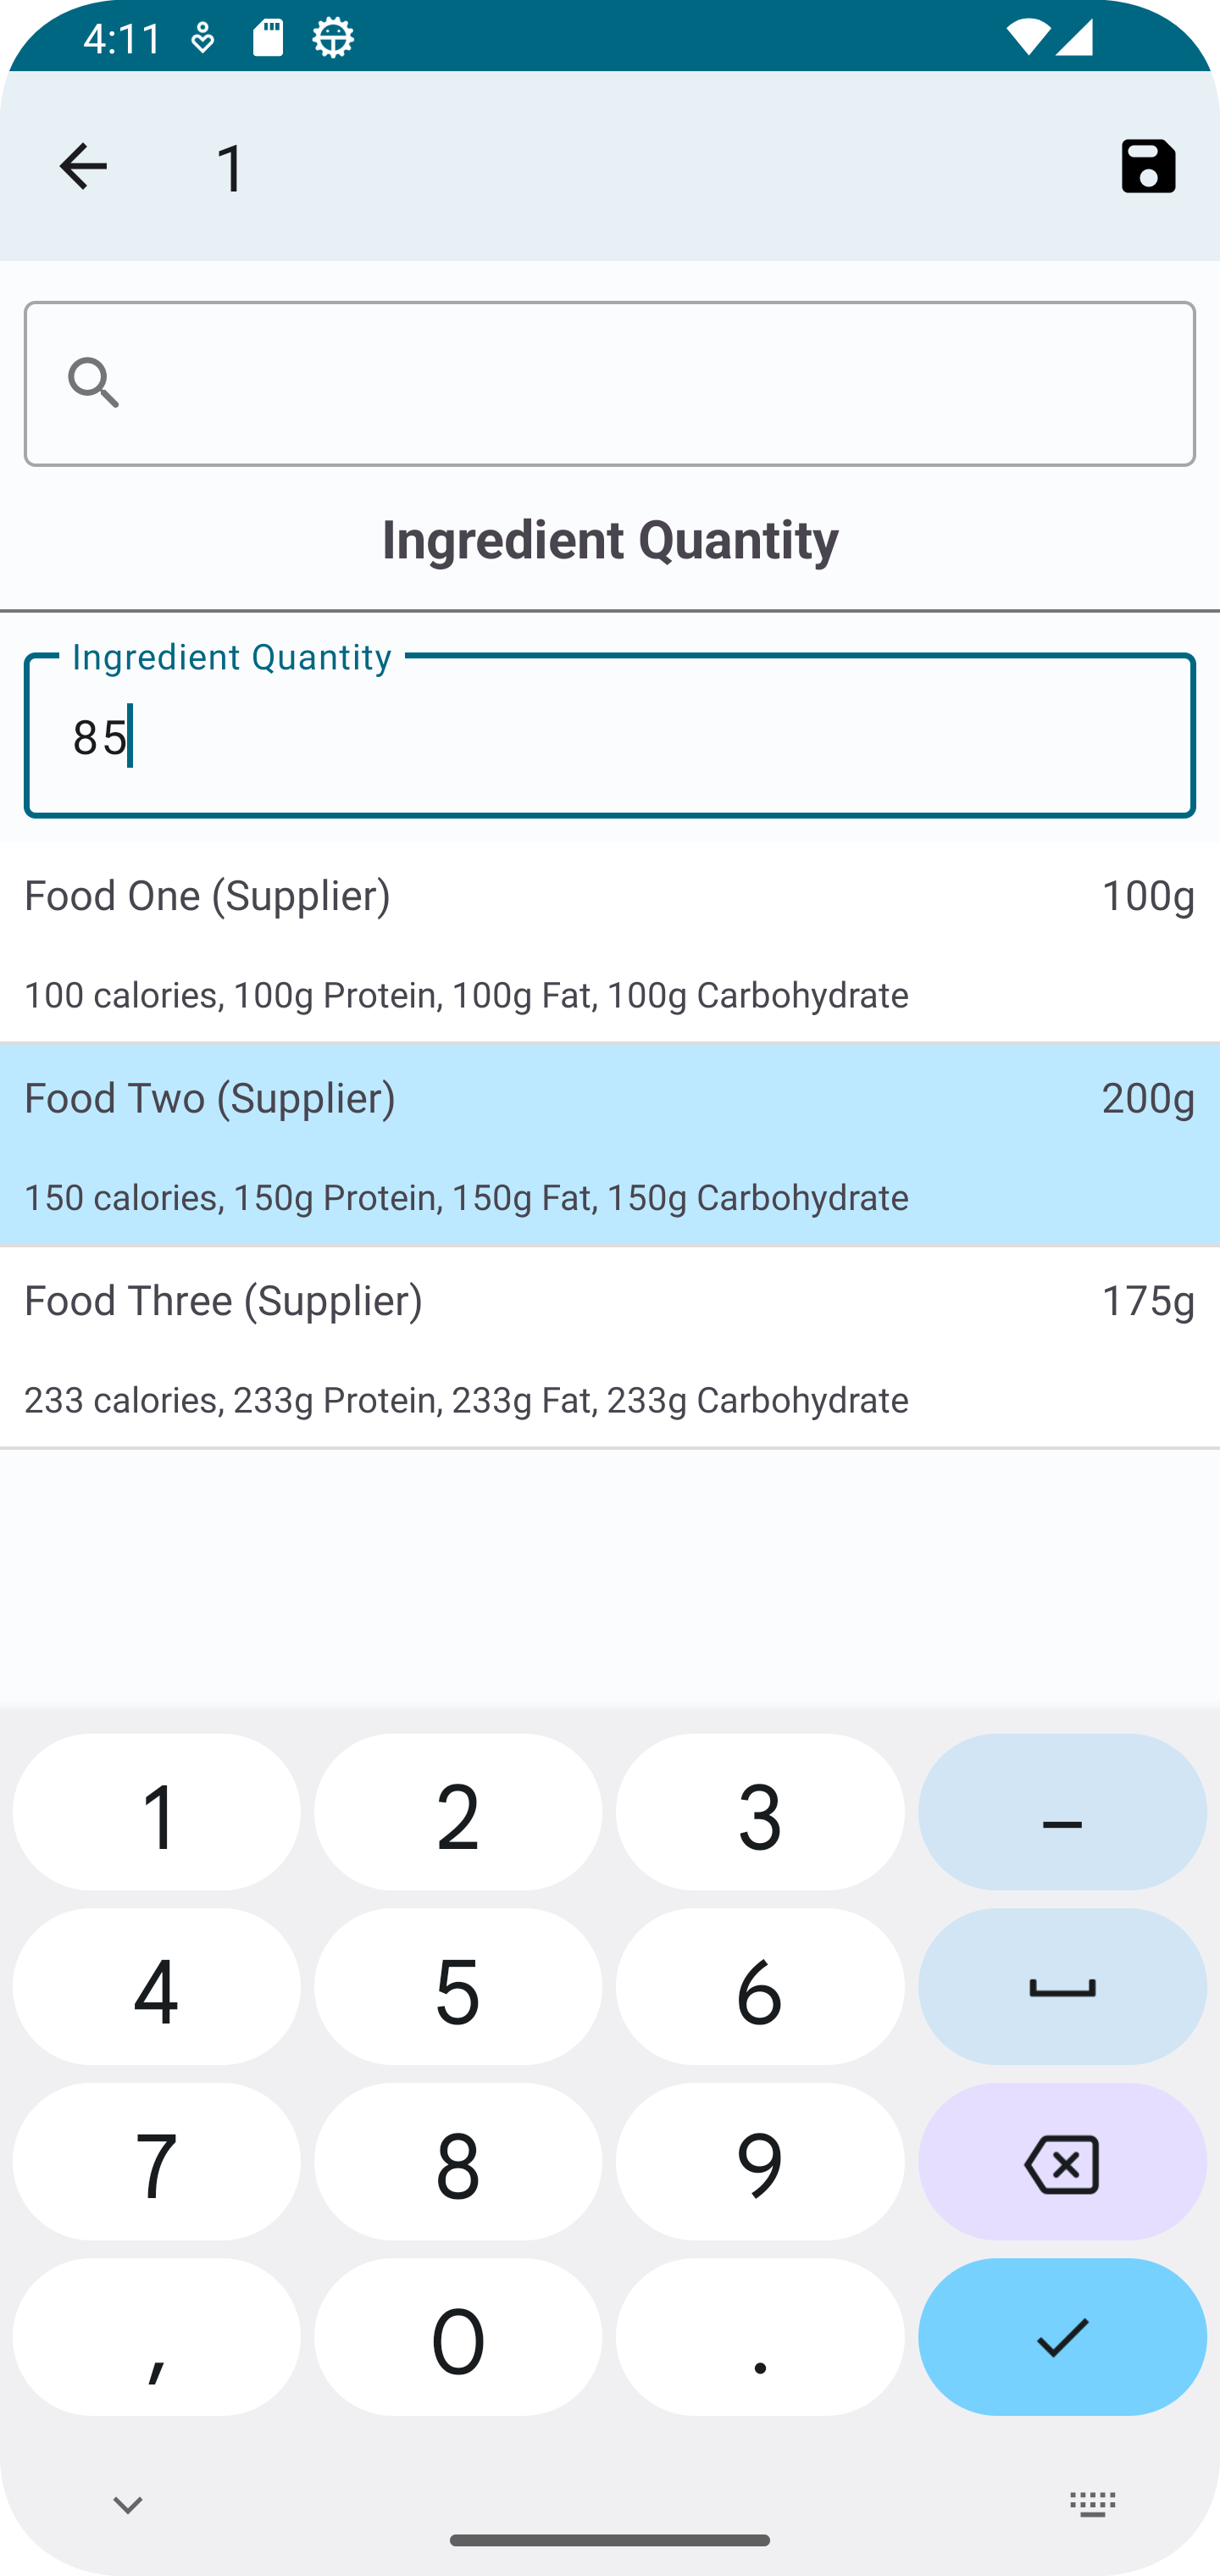 4:11
1
Ingredient Quantity
Ingredient Quantity
85
Food One (Supplier) 100g
100 calories, 100g Protein, 100g Fat, 100g Carbohydrate
Food Two (Supplier) 200g
150 calories, 150g Protein, 150g Fat, 150g Carbohydrate
Food Three (Supplier) 175g
233 calories, 233g Protein, 233g Fat, 233g Carbohydrate
1 2 3 –
4 5 6
7 8 9
, 0 .